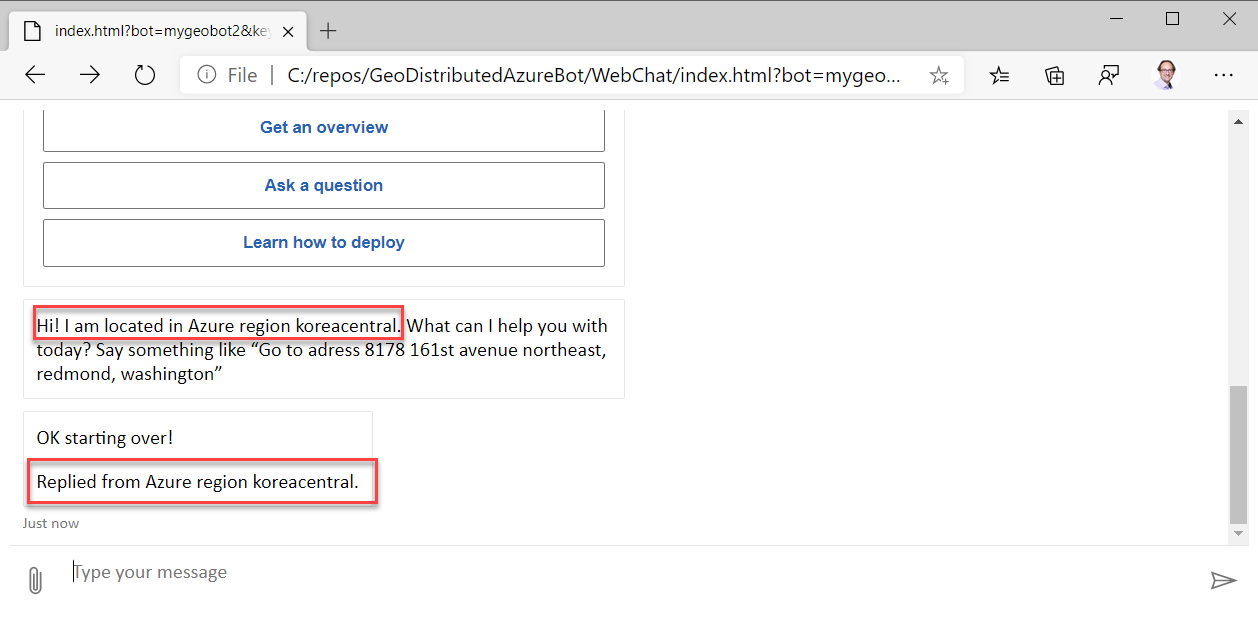 index.html?bot=mygeobot2&key
File
C:/repos/GeoDistributedAzureBot/WebChat/index.html?bot=mygeo...
Get an overview
Ask a question
Learn how to deploy
Hi! I am located in Azure region koreacentral. What can I help you with
today? Say something like “Go to adress 8178 161st avenue northeast,
redmond, washington”
OK starting over!
Replied from Azure region koreacentral.
Just now
Type your message